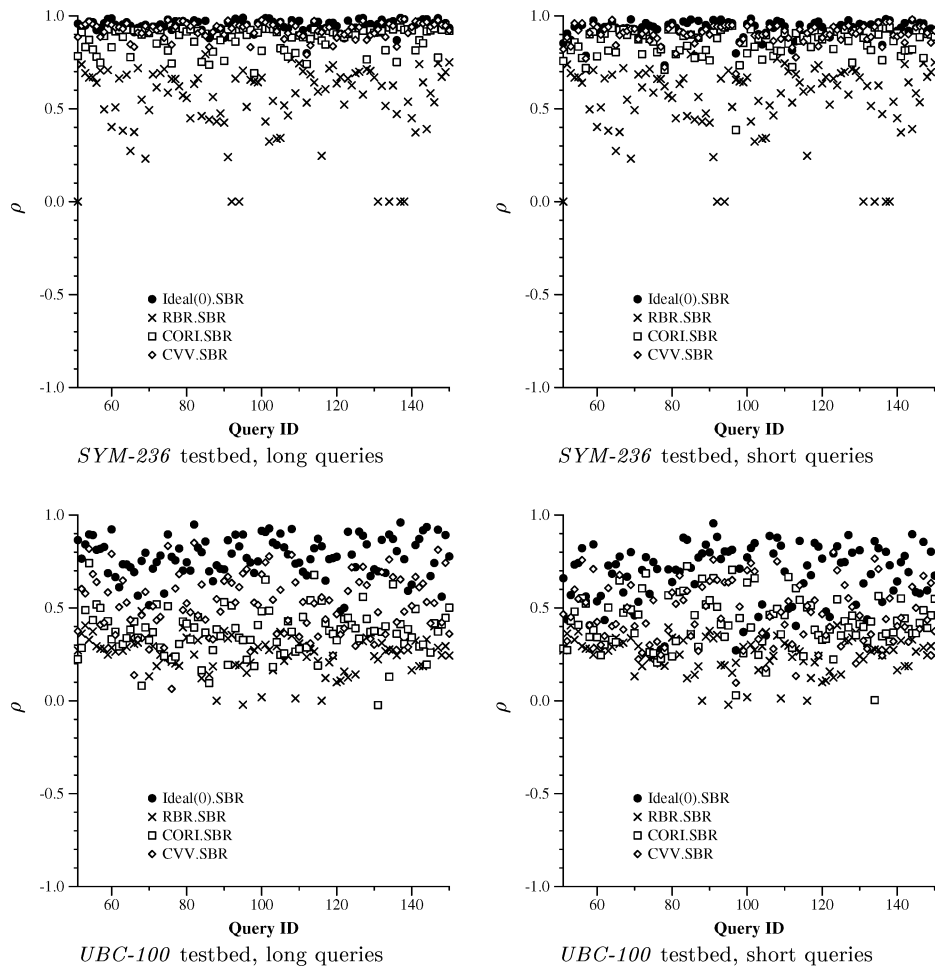 1.0
0.5
0.0
-0.5
-1.0
ρ
Ideal(0).SBR
RBR.SBR
CORI.SBR
CVV.SBR
60 80 100 120 140
Query ID
SYM-236 testbed, long queries
1.0
0.5
0.0
-0.5
-1.0
ρ
Ideal(0).SBR
RBR.SBR
CORI.SBR
CVV.SBR
60 80 100 120 140
Query ID
SYM-236 testbed, short queries
1.0
0.5
0.0
-0.5
-1.0
ρ
Ideal(0).SBR
RBR.SBR
CORI.SBR
CVV.SBR
60 80 100 120 140
Query ID
UBC-100 testbed, long queries
1.0
0.5
0.0
-0.5
-1.0
ρ
Ideal(0).SBR
RBR.SBR
CORI.SBR
CVV.SBR
60 80 100 120 140
Query ID
UBC-100 testbed, short queries